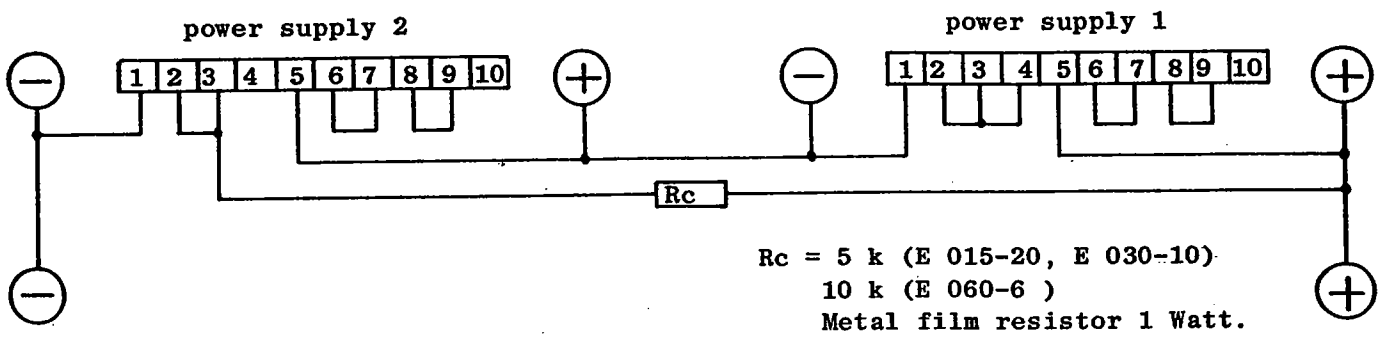 power supply 2
power supply 1
− 1 2 3 4 5 6 7 8 9 10 +
− 1 2 3 4 5 6 7 8 9 10 +
Rc
Rc = 5 k (E 015-20, E 030-10)
10 k (E 060-6 )
Metal film resistor 1 Watt.
− +